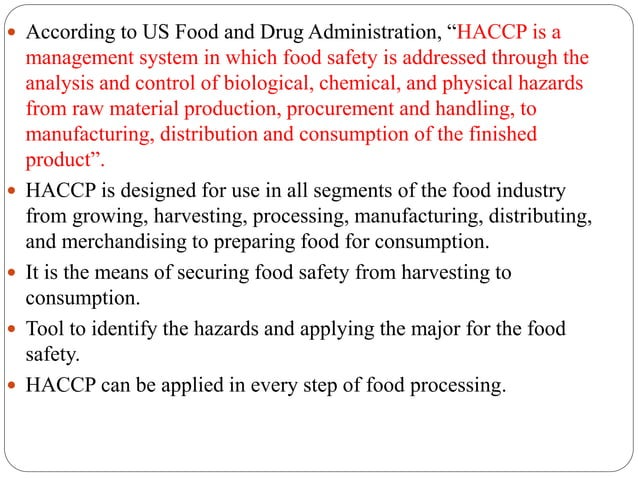 • According to US Food and Drug Administration, “HACCP is a
management system in which food safety is addressed through the
analysis and control of biological, chemical, and physical hazards
from raw material production, procurement and handling, to
manufacturing, distribution and consumption of the finished
product”.
• HACCP is designed for use in all segments of the food industry
from growing, harvesting, processing, manufacturing, distributing,
and merchandising to preparing food for consumption.
• It is the means of securing food safety from harvesting to
consumption.
• Tool to identify the hazards and applying the major for the food
safety.
• HACCP can be applied in every step of food processing.